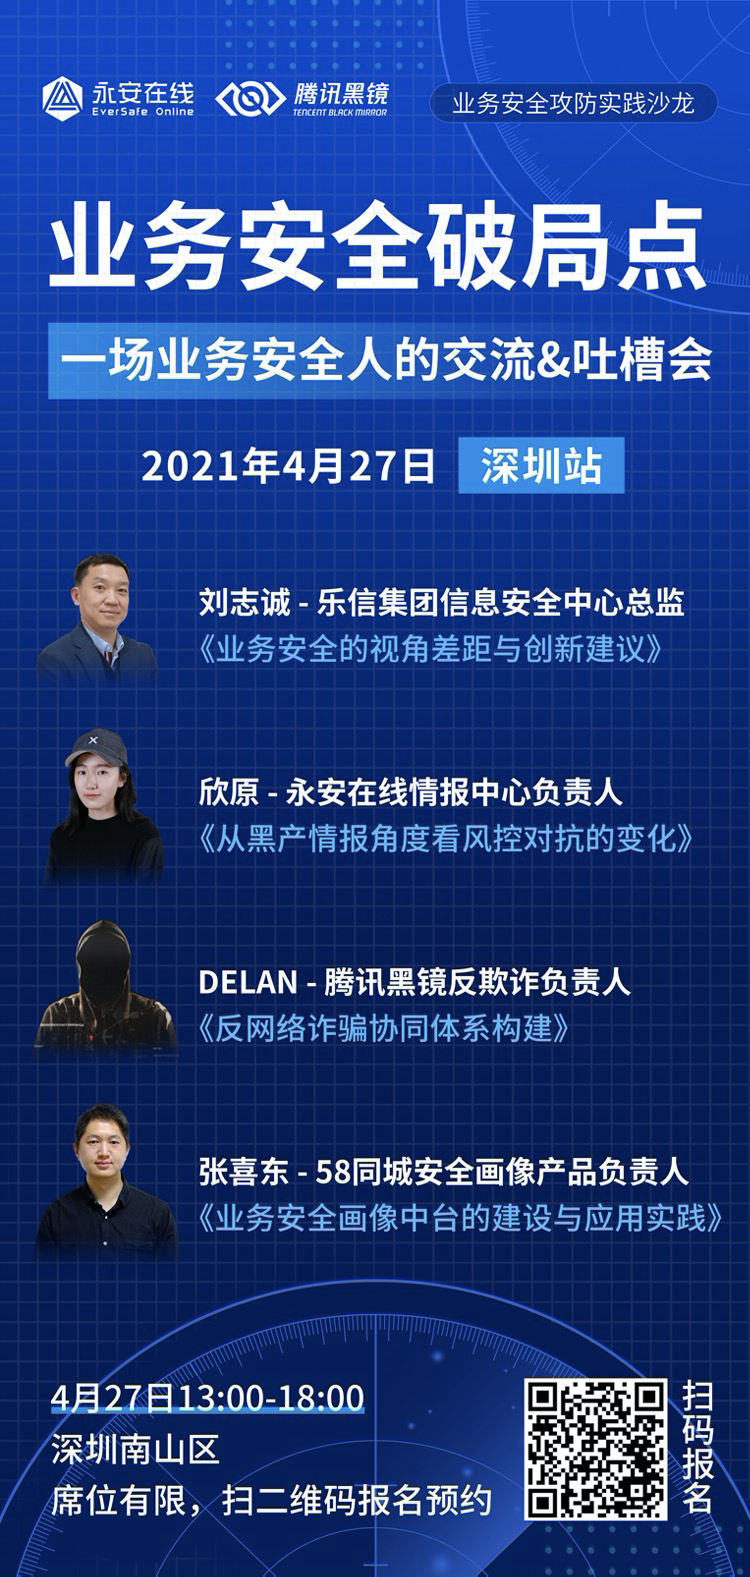 永安在线
EverSafe Online
腾讯黑镜
TENCENT BLACK MIRROR
业务安全攻防实践沙龙
业务安全破局点
一场业务安全人的交流&吐槽会
2021年4月27日 深圳站
刘志诚 - 乐信集团信息安全中心总监
《业务安全的视角差距与创新建议》
欣原 - 永安在线情报中心负责人
《从黑产情报角度看风控对抗的变化》
DELAN - 腾讯黑镜反欺诈负责人
《反网络诈骗协同体系构建》
张喜东 - 58同城安全画像产品负责人
《业务安全画像中台的建设与应用实践》
4月27日13:00-18:00
深圳南山区
席位有限，扫二维码报名预约
扫码报名